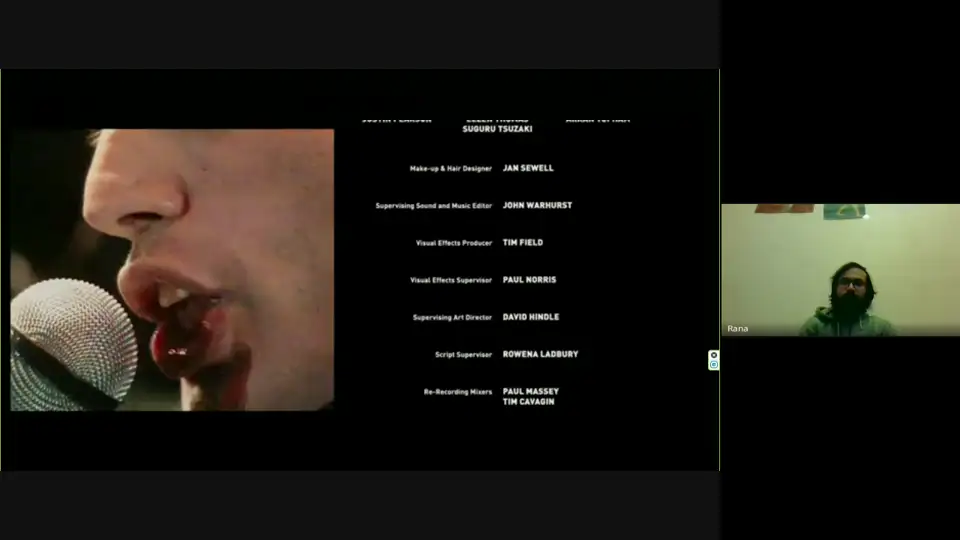 SUGURU TSUZAKI
Make-up & Hair Designer JAN SEWELL
Supervising Sound and Music Editor JOHN WARHURST
Visual Effects Producer TIM FIELD
Visual Effects Supervisor PAUL NORRIS
Supervising Art Director DAVID HINDLE
Script Supervisor ROWENA LADBURY
Re-Recording Mixers PAUL MASSEY
TIM CAVAGIN
Rana